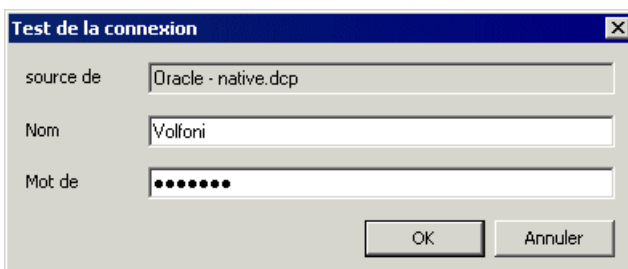 Test de la connexion
source de Oracle - native.dcp
Nom Volfoni
Mot de •••••••
OK Annuler